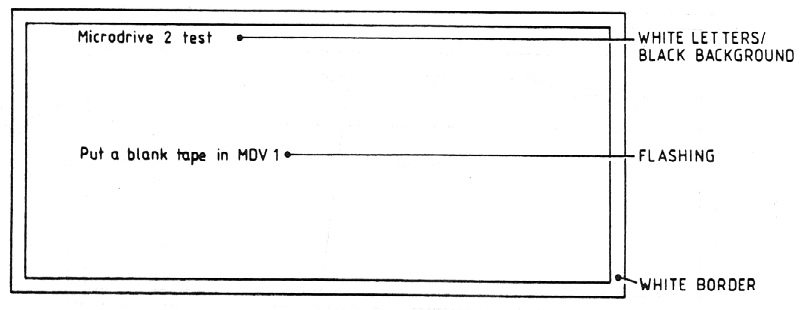 Microdrive 2 test
WHITE LETTERS/
BLACK BACKGROUND
Put a blank tape in MDV 1
FLASHING
WHITE BORDER